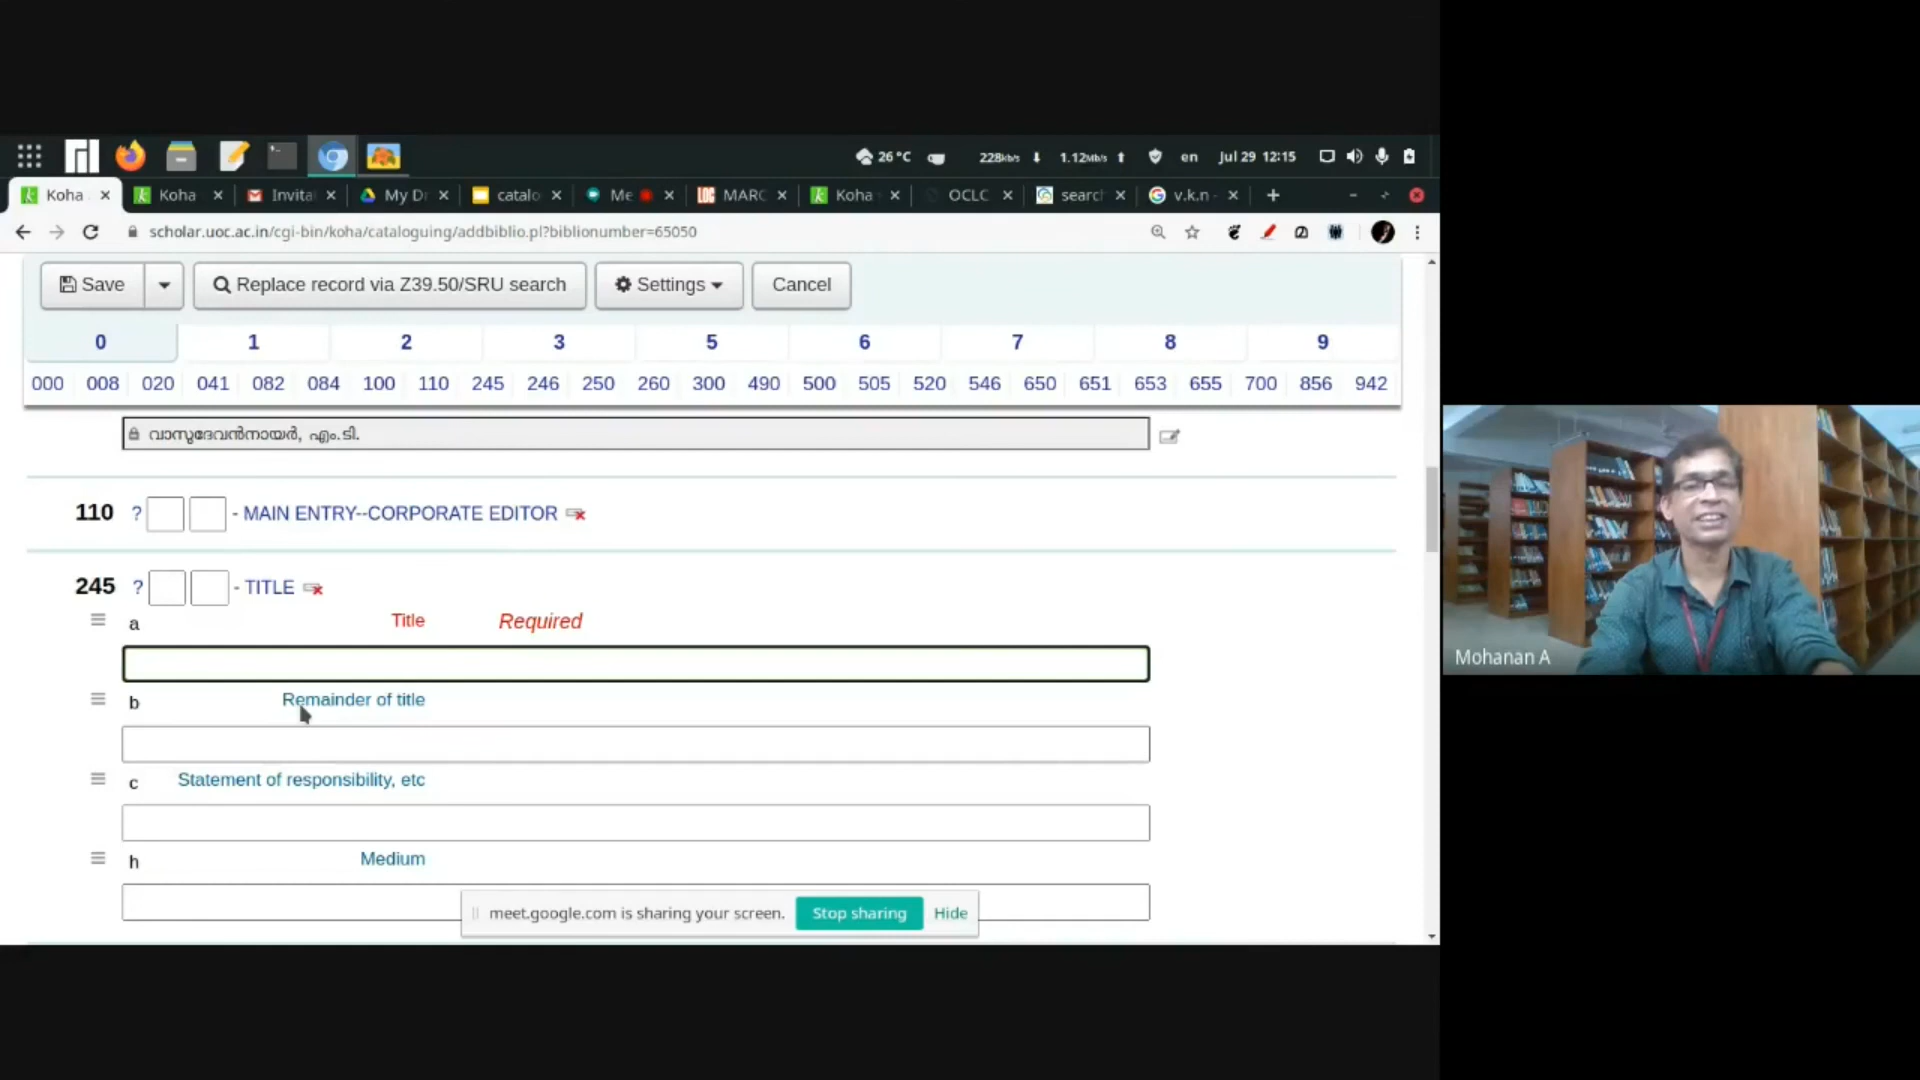 26 °C 228kb/s 1.12Mb/s en Jul 29 12:15
Koha Koha Invita My Dr catalo Me LOC MARC Koha OCLC search v.k.n -
scholar.uoc.ac.in/cgi-bin/koha/cataloguing/addbiblio.pl?biblionumber=65050
Save Replace record via Z39.50/SRU search Settings Cancel
0 1 2 3 5 6 7 8 9
000 008 020 041 082 084 100 110 245 246 250 260 300 490 500 505 520 546 650 651 653 655 700 856 942
വാസുദേവൻനായർ, എം.ടി.
110 ? - MAIN ENTRY--CORPORATE EDITOR
245 ? - TITLE
a Title Required
b Remainder of title
c Statement of responsibility, etc
h Medium
meet.google.com is sharing your screen. Stop sharing Hide
Mohanan A